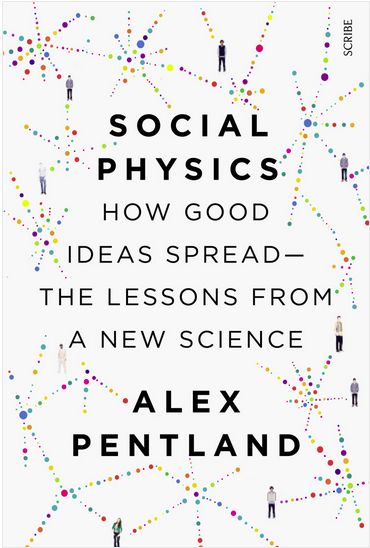 SCRIBE
SOCIAL
PHYSICS
HOW GOOD
IDEAS SPREAD—
THE LESSONS FROM
A NEW SCIENCE
ALEX
PENTLAND